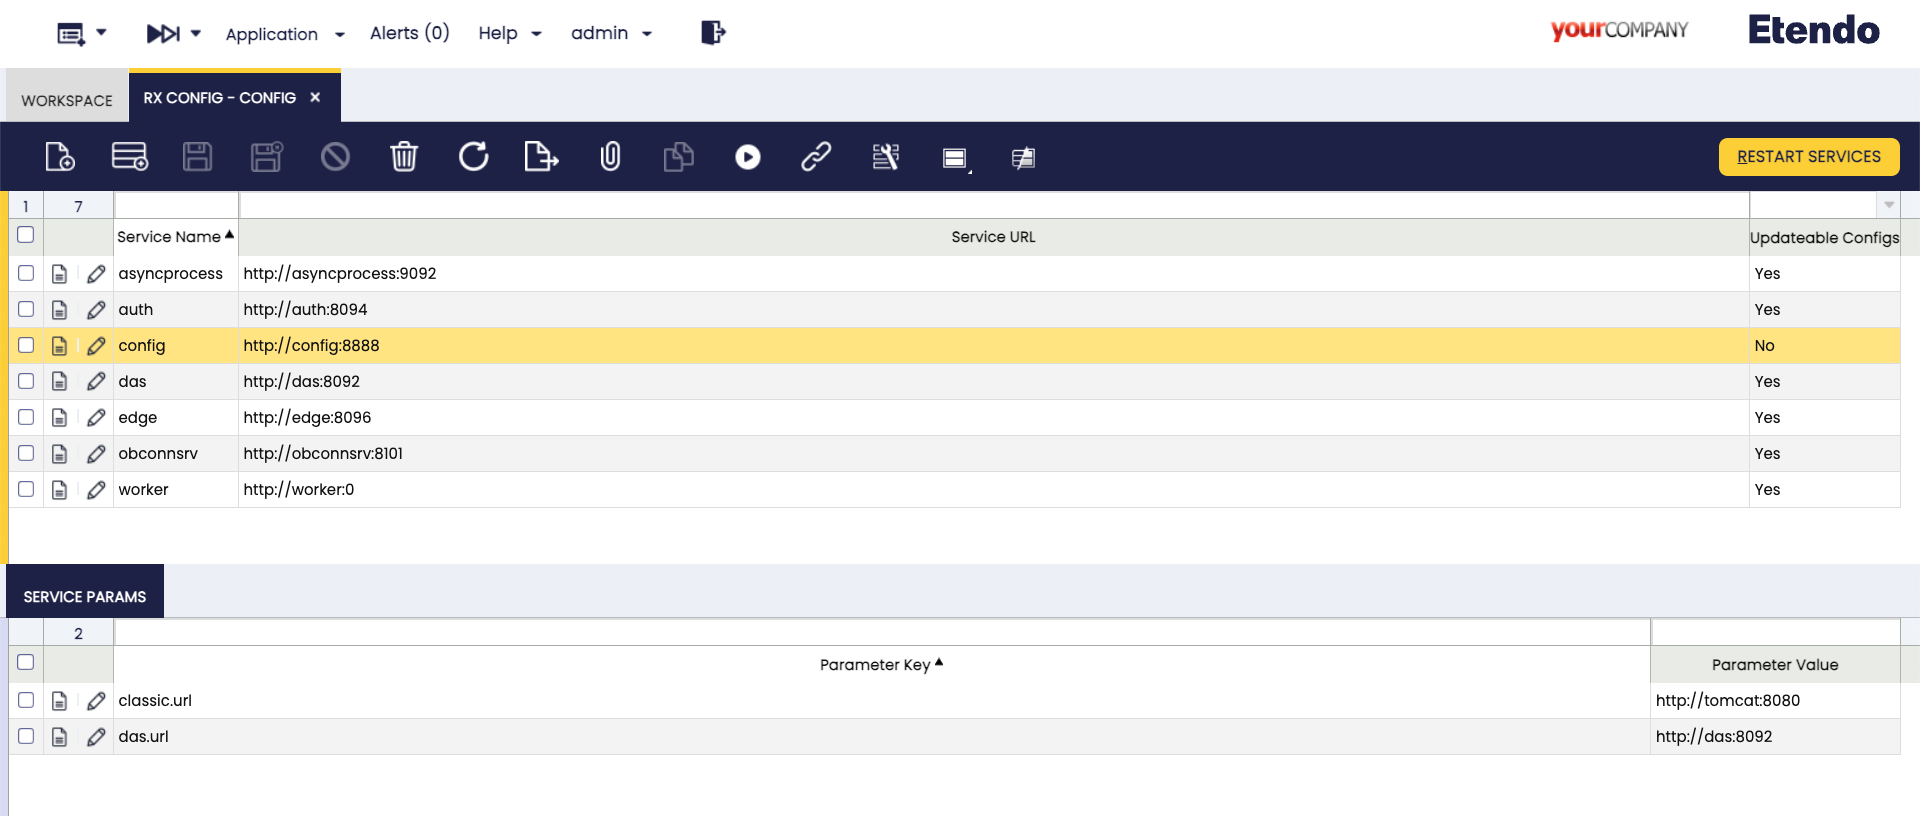 Application Alerts (0) Help admin yourCOMPANY Etendo
WORKSPACE RX CONFIG - CONFIG
RESTART SERVICES
1 7
Service Name Service URL Updateable Configs
asyncprocess http://asyncprocess:9092 Yes
auth http://auth:8094 Yes
config http://config:8888 No
das http://das:8092 Yes
edge http://edge:8096 Yes
obconnsrv http://obconnsrv:8101 Yes
worker http://worker:0 Yes
SERVICE PARAMS
2
Parameter Key Parameter Value
classic.url http://tomcat:8080
das.url http://das:8092